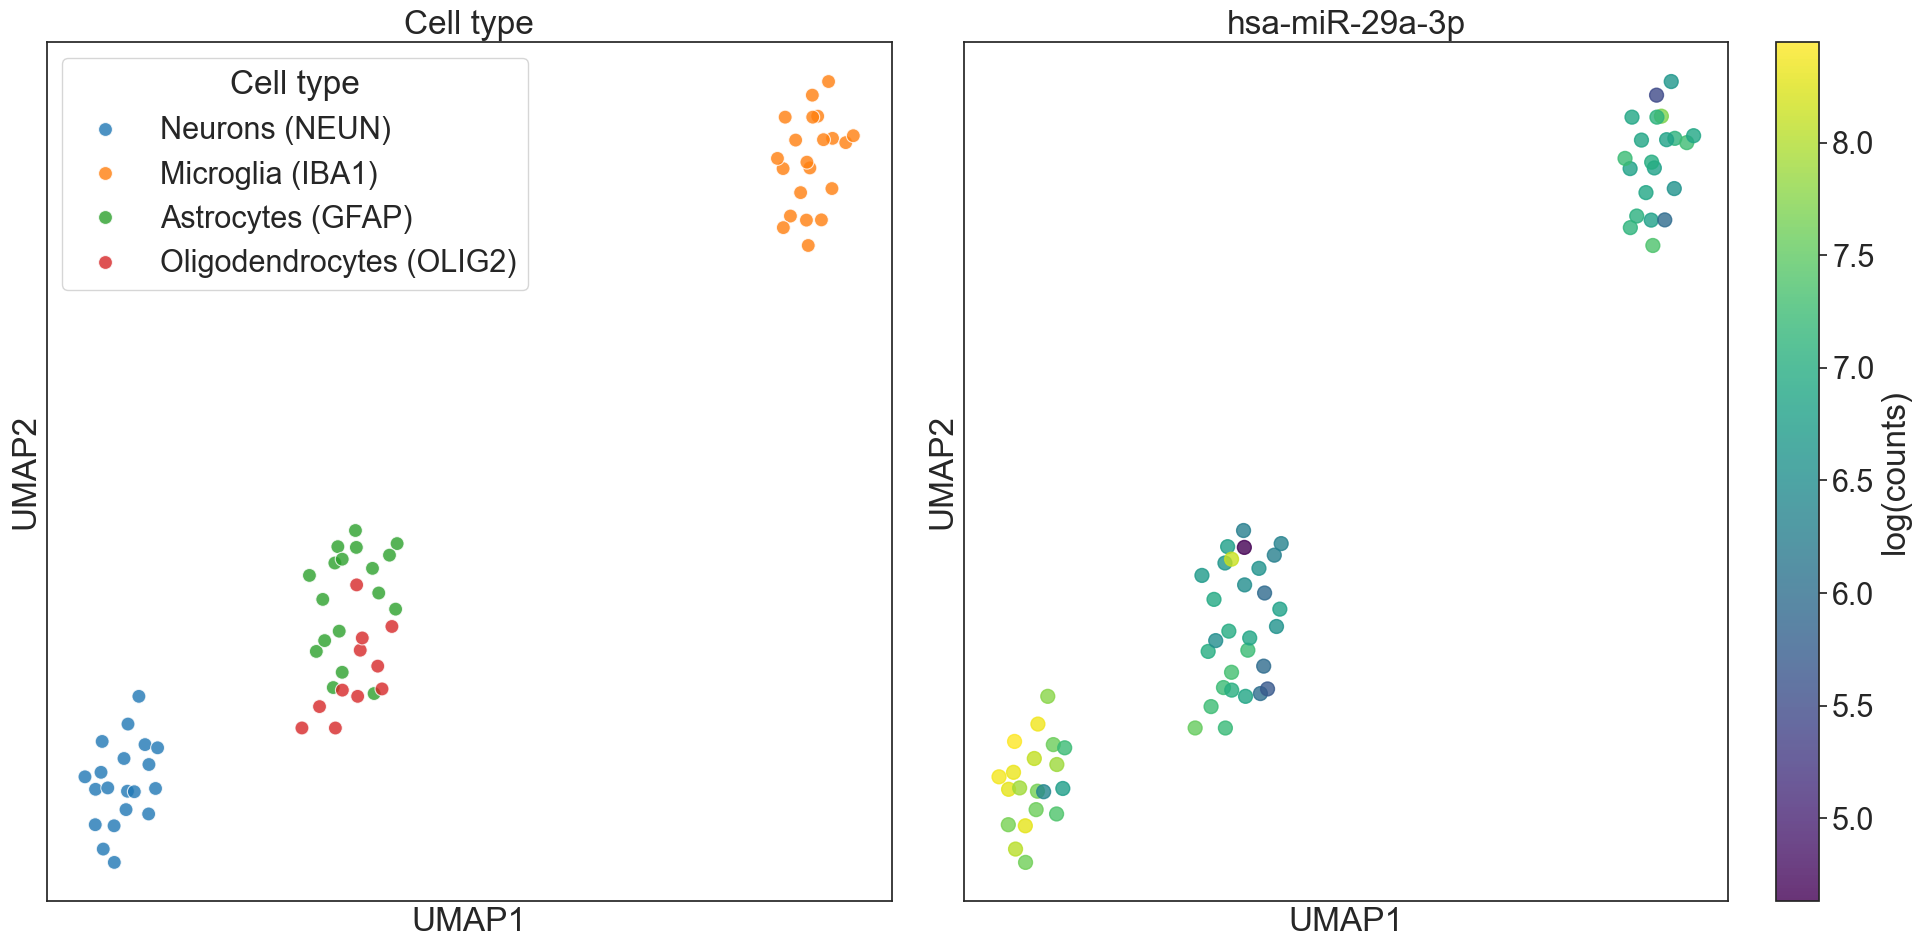 Cell type
Cell type
Neurons (NEUN)
Microglia (IBA1)
Astrocytes (GFAP)
Oligodendrocytes (OLIG2)
UMAP2
UMAP1
hsa-miR-29a-3p
UMAP2
UMAP1
8.0
7.5
7.0
6.5
6.0
5.5
5.0
log(counts)